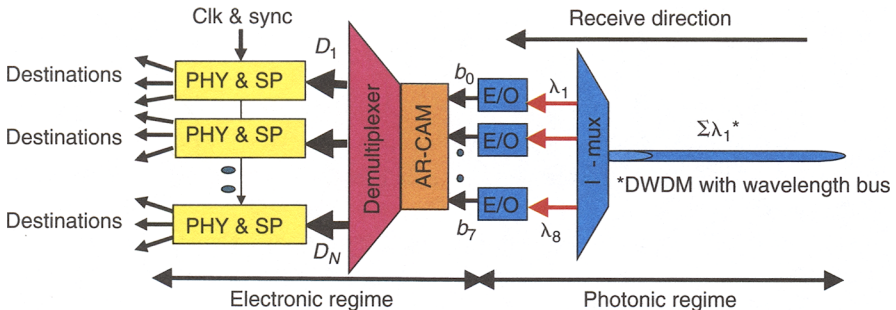 Clk & sync
Receive direction
Destinations
PHY & SP
D1
Demultiplexer
AR-CAM
b0
E/O
λ1
I - mux
Σλ1*
*DWDM with wavelength bus
Destinations
PHY & SP
E/O
Destinations
PHY & SP
DN
b7
E/O
λ8
Electronic regime
Photonic regime